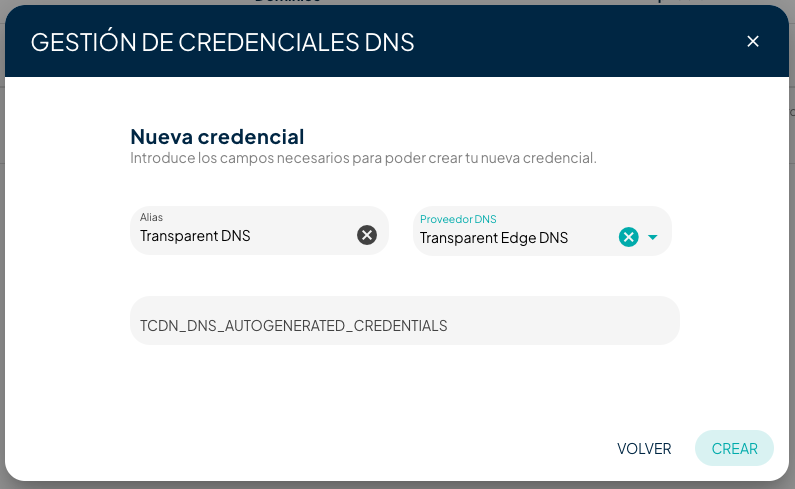 GESTIÓN DE CREDENCIALES DNS
Nueva credencial
Introduce los campos necesarios para poder crear tu nueva credencial.
Alias
Transparent DNS
Proveedor DNS
Transparent Edge DNS
TCDN_DNS_AUTOGENERATED_CREDENTIALS
VOLVER
CREAR